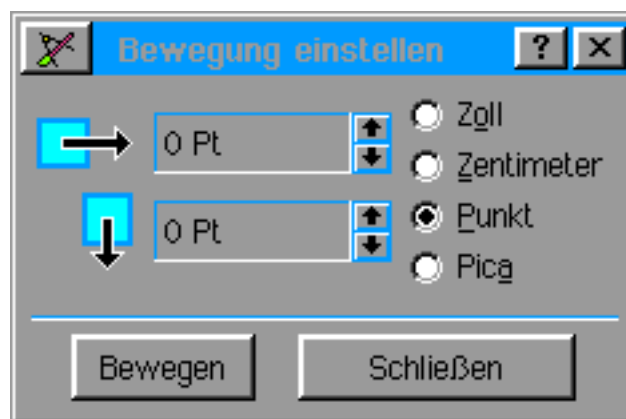 Bewegung einstellen ?
0 Pt
0 Pt
Zoll
Zentimeter
Punkt
Pica
Bewegen Schließen